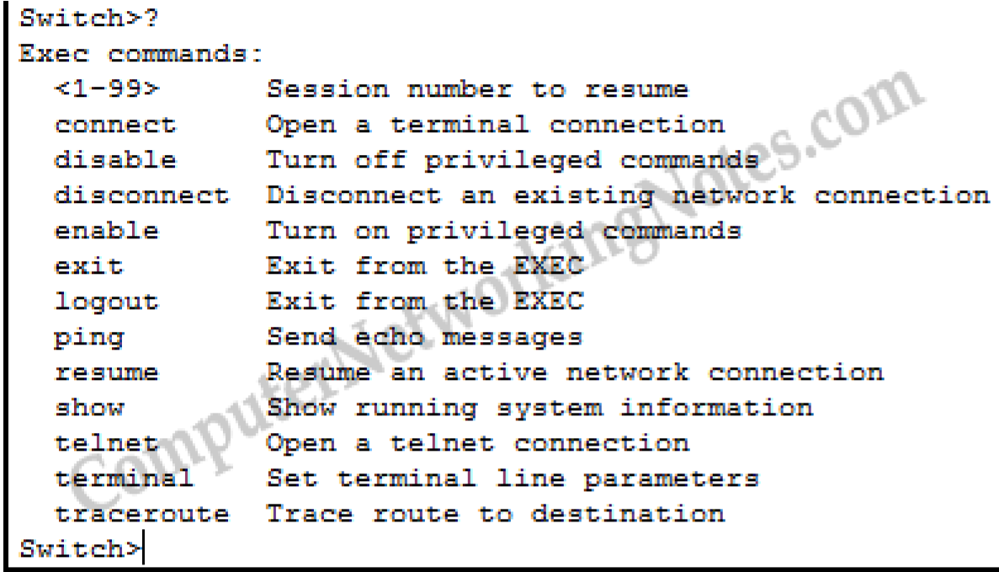 Switch>?
Exec commands:
<1-99> Session number to resume
connect Open a terminal connection
disable Turn off privileged commands
disconnect Disconnect an existing network connection
enable Turn on privileged commands
exit Exit from the EXEC
logout Exit from the EXEC
ping Send echo messages
resume Resume an active network connection
show Show running system information
telnet Open a telnet connection
terminal Set terminal line parameters
traceroute Trace route to destination
Switch>
ComputerNetworkingNotes.com